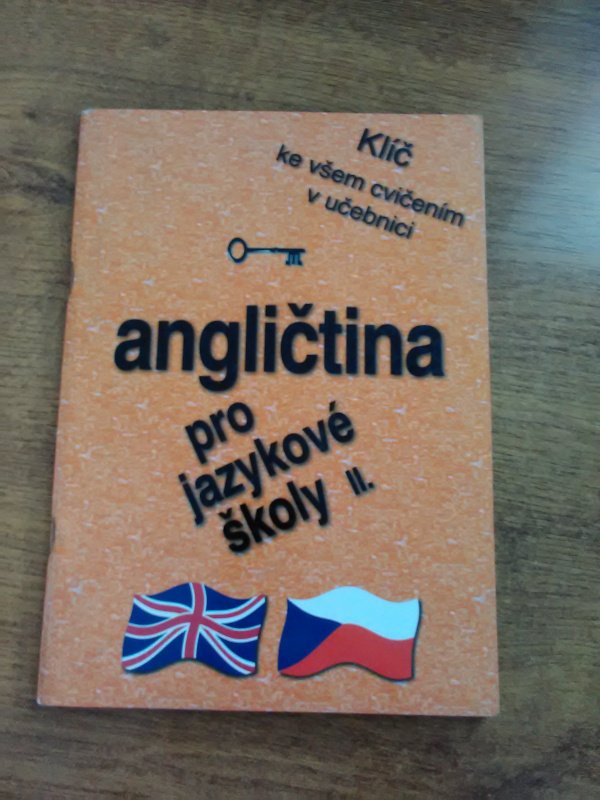 Klíč
ke všem cvičením
v učebnici
angličtina
pro
jazykové
školy II.